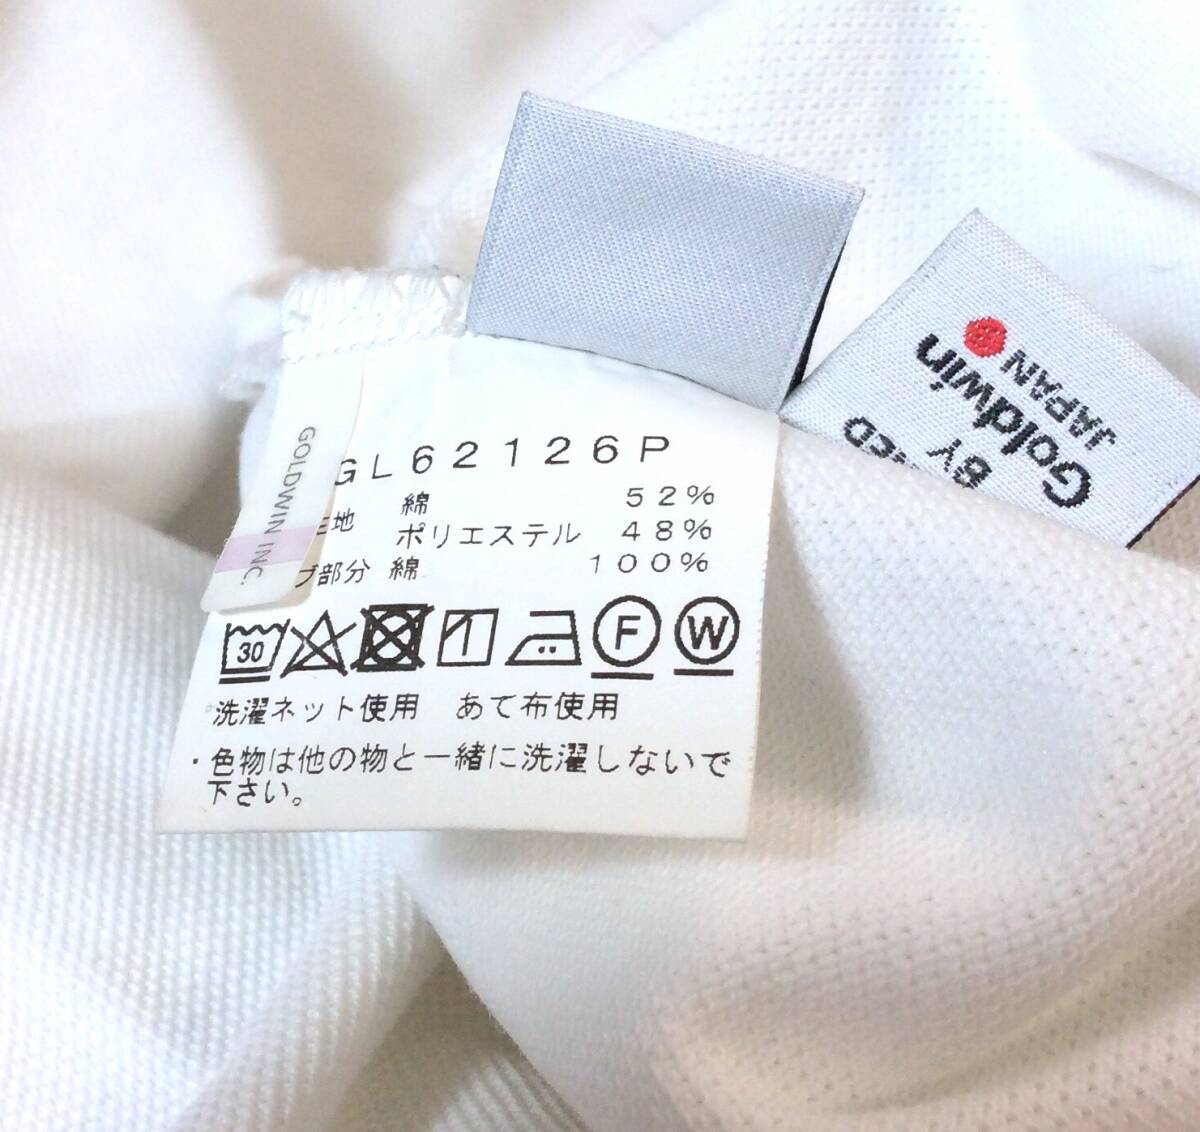 GL62126P
綿 52%
地 ポリエステル 48%
部分 綿 100%
30 1 F W
洗濯ネット使用 あて布使用
・色物は他の物と一緒に洗濯しないで
下さい。
GOLDWIN INC.
BY
Goldwin
JAPAN